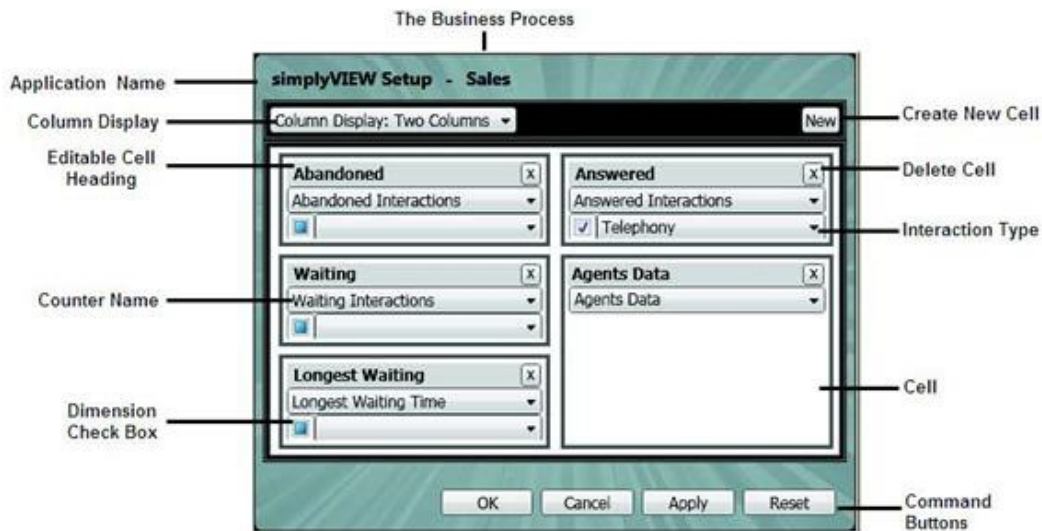 The Business Process
Application Name
simplyVIEW Setup - Sales
Column Display
Column Display: Two Columns
New
Create New Cell
Editable Cell
Heading
Abandoned
X
Abandoned Interactions
Answered
X
Answered Interactions
Telephony
Delete Cell
Interaction Type
Counter Name
Waiting
X
Waiting Interactions
Agents Data
X
Agents Data
Dimension
Check Box
Longest Waiting
X
Longest Waiting Time
Cell
OK
Cancel
Apply
Reset
Command
Buttons